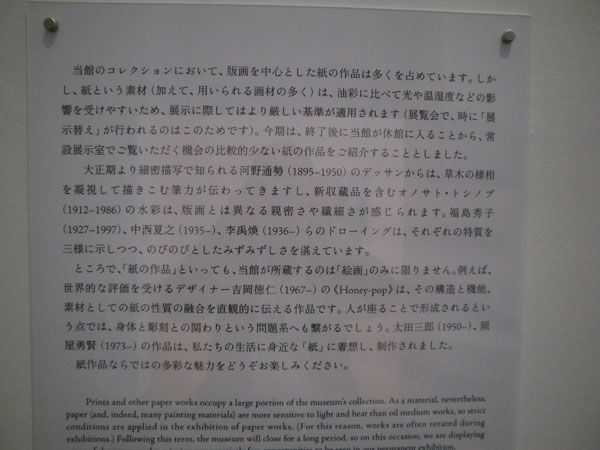 当館のコレクションにおいて、版画を中心とした紙の作品は多くを占めています。しか
し、紙という素材（加えて、用いられる画材の多く）は、油彩に比べて光や温湿度などの影
響を受けやすいため、展示に際してはより厳しい基準が適用されます（展覧会で、時に「展
示替え」が行われるのはこのためです）。今期は、終了後に当館が休館に入ることから、常
設展示室でご覧いただく機会の比較的少ない紙の作品をご紹介することとしました。
大正期より細密描写で知られる河野通勢（1895–1950）のデッサンからは、草木の様相
を凝視して描きこむ筆力が伝わってきますし、新収蔵品を含むオノサト・トシノブ
（1912–1986）の水彩は、版画とは異なる親密さや繊細さが感じられます。福島秀子
（1927–1997）、中西夏之（1935–）、李禹煥（1936–）らのドローイングは、それぞれの特質を
三様に示しつつ、のびのびとしたみずみずしさを湛えています。
ところで、「紙の作品」といっても、当館が所蔵するのは「絵画」のみに限りません。例えば、
世界的な評価を受けるデザイナー吉岡徳仁（1967–）の《Honey-pop》は、その構造と機能、
素材としての紙の性質の融合を直観的に伝える作品です。人が座ることで形成されるとい
う点では、身体と彫刻との関わりという問題系へも繋がるでしょう。太田三郎（1950–）、照
屋勇賢（1973–）の作品は、私たちの生活に身近な「紙」に着想し、制作されました。
紙作品ならではの多彩な魅力をどうぞお楽しみください。
Prints and other paper works occupy a large portion of the museum's collection. As a material, nevertheless,
paper (and, indeed, many painting materials) are more sensitive to light and heat than oil medium works, so strict
conditions are applied in the exhibition of paper works. (For this reason, works are often rotated during
exhibitions.) Following this term, the museum will close for a long period, so on this occasion, we are displaying